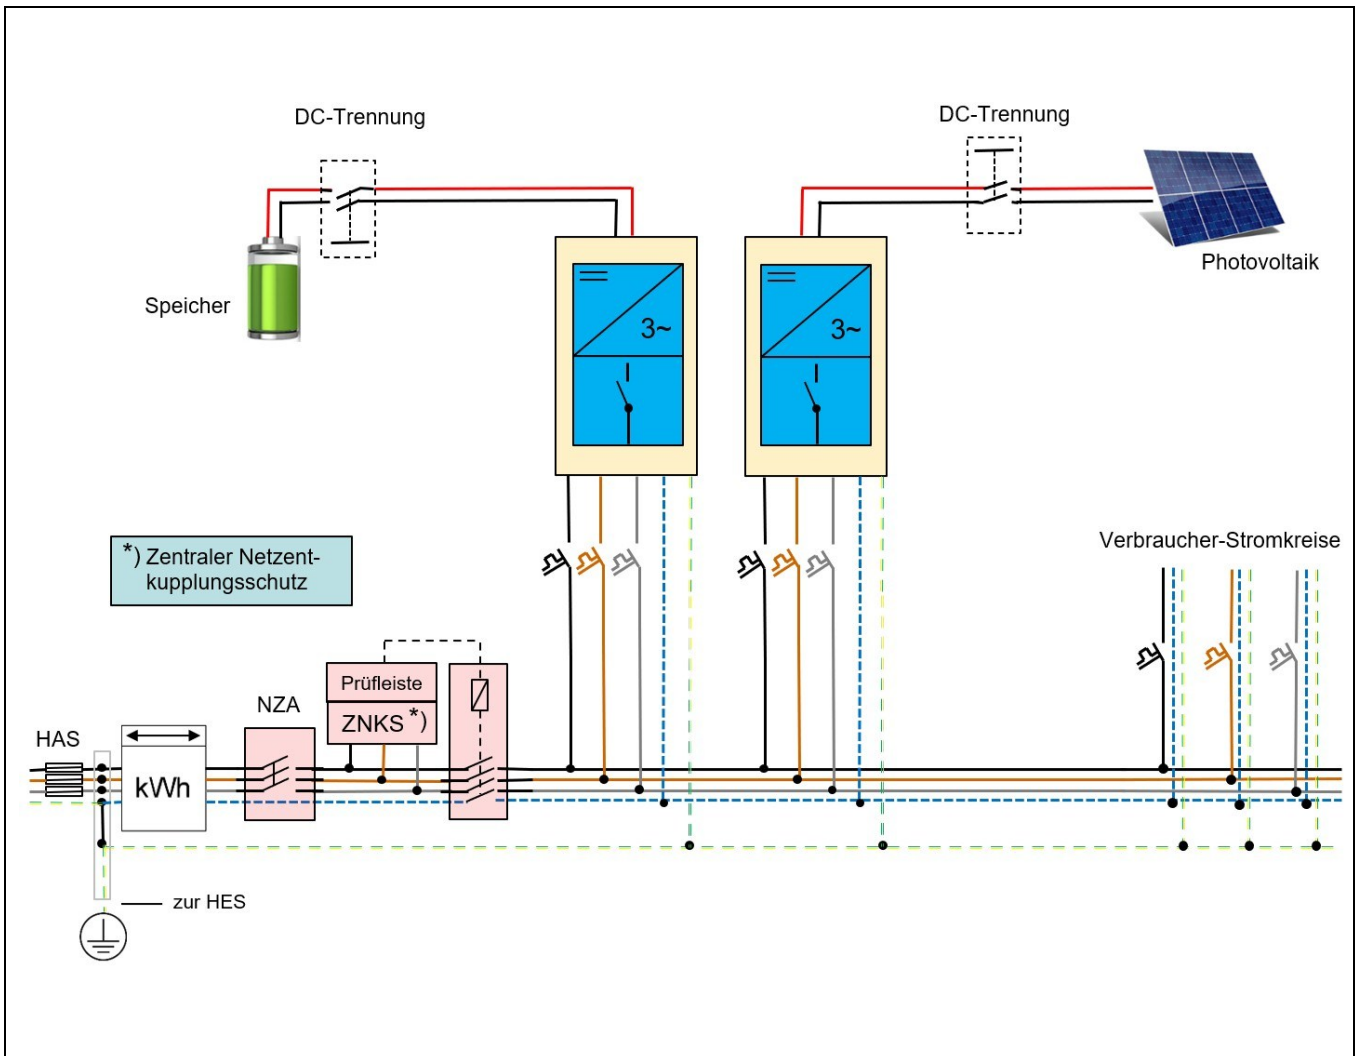 DC-Trennung
DC-Trennung
Photovoltaik
Speicher
3~
3~
*) Zentraler Netzent-
kupplungsschutz
Verbraucher-Stromkreise
Prüfleiste
ZNKS *)
NZA
HAS
kWh
zur HES